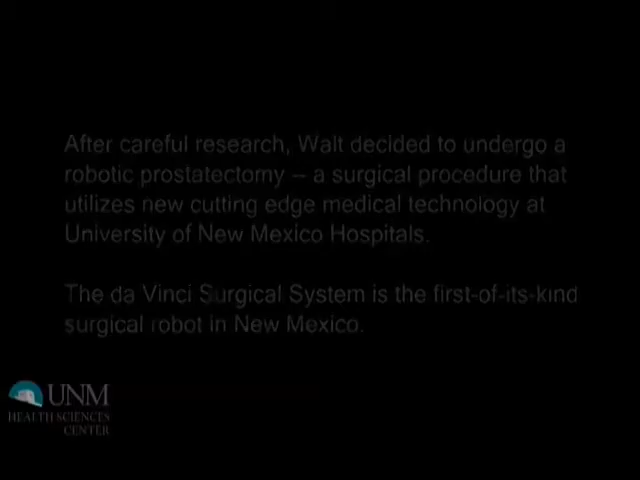 After careful research, Walt decided to undergo a
robotic prostatectomy -- a surgical procedure that
utilizes new cutting edge medical technology at
University of New Mexico Hospitals.
The da Vinci Surgical System is the first-of-its-kind
surgical robot in New Mexico.
UNM
HEALTH SCIENCES
CENTER